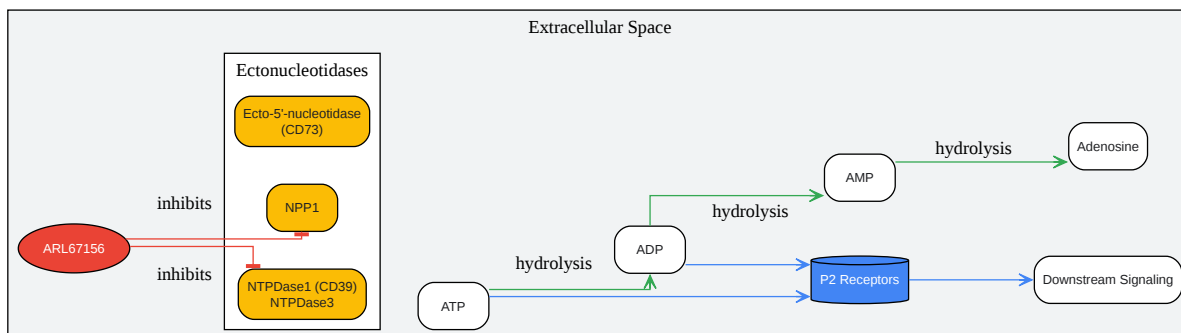 Extracellular Space
Ectonucleotidases
Ecto-5'-nucleotidase
(CD73)
inhibits
NPP1
ARL67156
inhibits
NTPDase1 (CD39)
NTPDase3
ATP
hydrolysis
ADP
hydrolysis
AMP
hydrolysis
Adenosine
P2 Receptors
Downstream Signaling